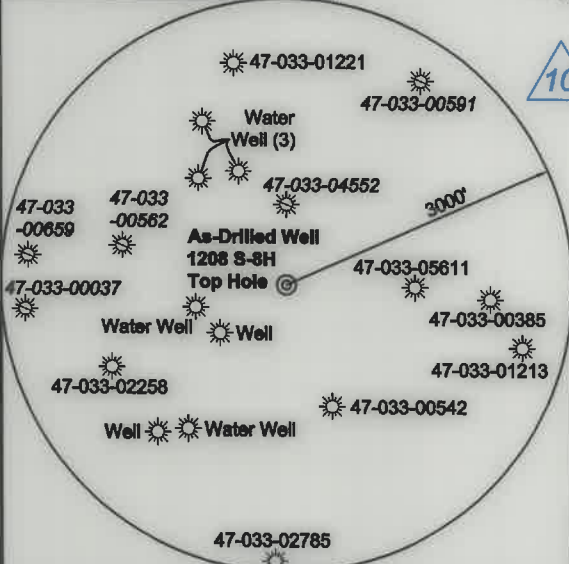 47-033-01221
47-033-00591
10
Water
Well (3)
47-033-04552
47-033
-00659
47-033
-00562
3000'
As-Drilled Well
1208 S-8H
Top Hole
47-033-05611
47-033-00037
47-033-00385
Water Well
Well
47-033-01213
47-033-02258
47-033-00542
Well
Water Well
47-033-02785